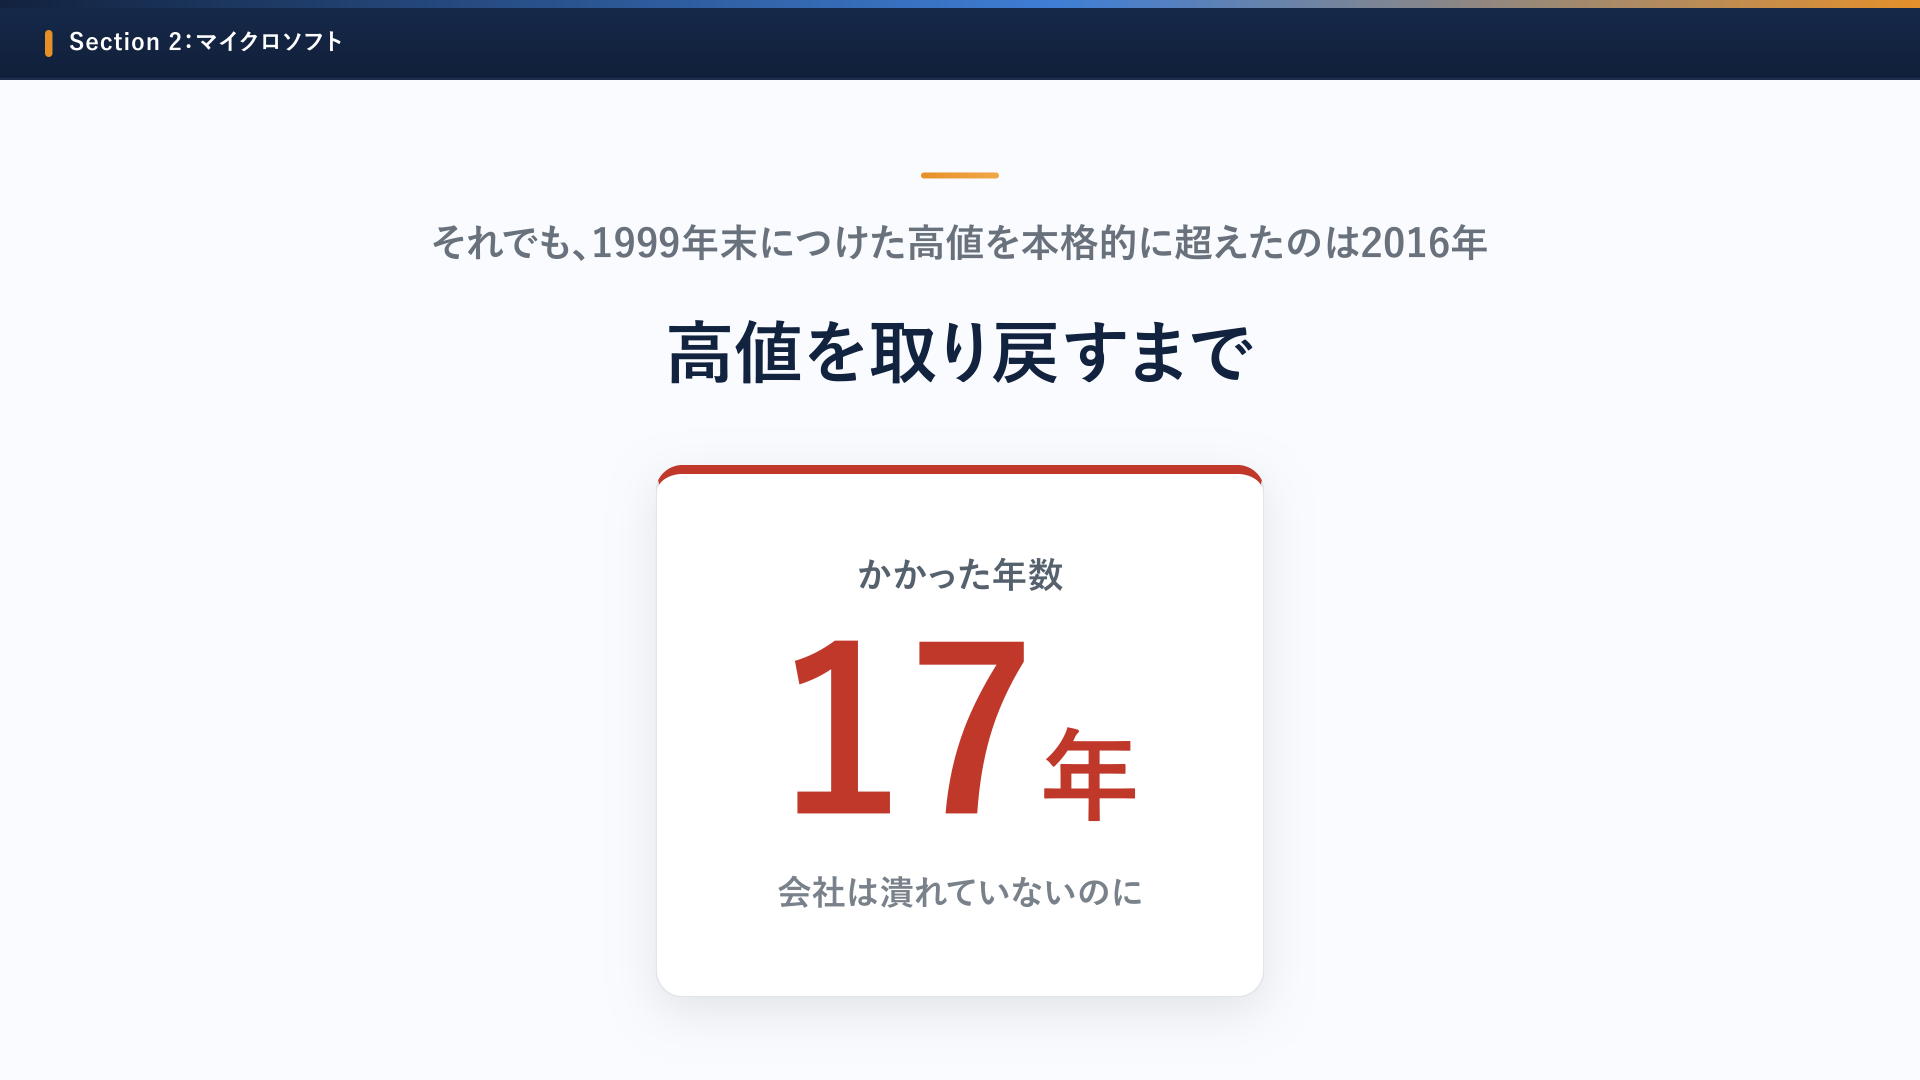 Section 2：マイクロソフト
それでも、1999年末につけた高値を本格的に超えたのは2016年
高値を取り戻すまで
かかった年数
17年
会社は潰れていないのに